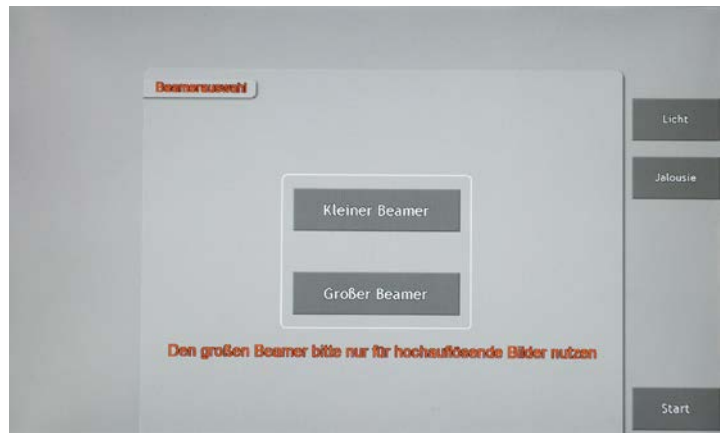 Beamerauswahl
Licht
Jalousie
Kleiner Beamer
Großer Beamer
Den großen Beamer bitte nur für hochauflösende Bilder nutzen
Start